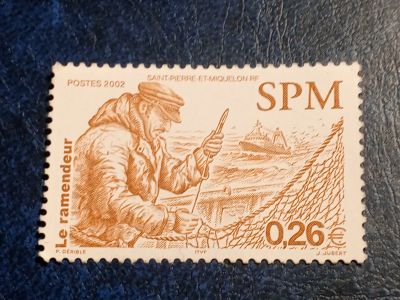 POSTES 2002
SAINT-PIERRE-ET-MIQUELON RF
SPM
Le ramendeur
0,26
P. DERIBLE
ITVF
J. JUBERT